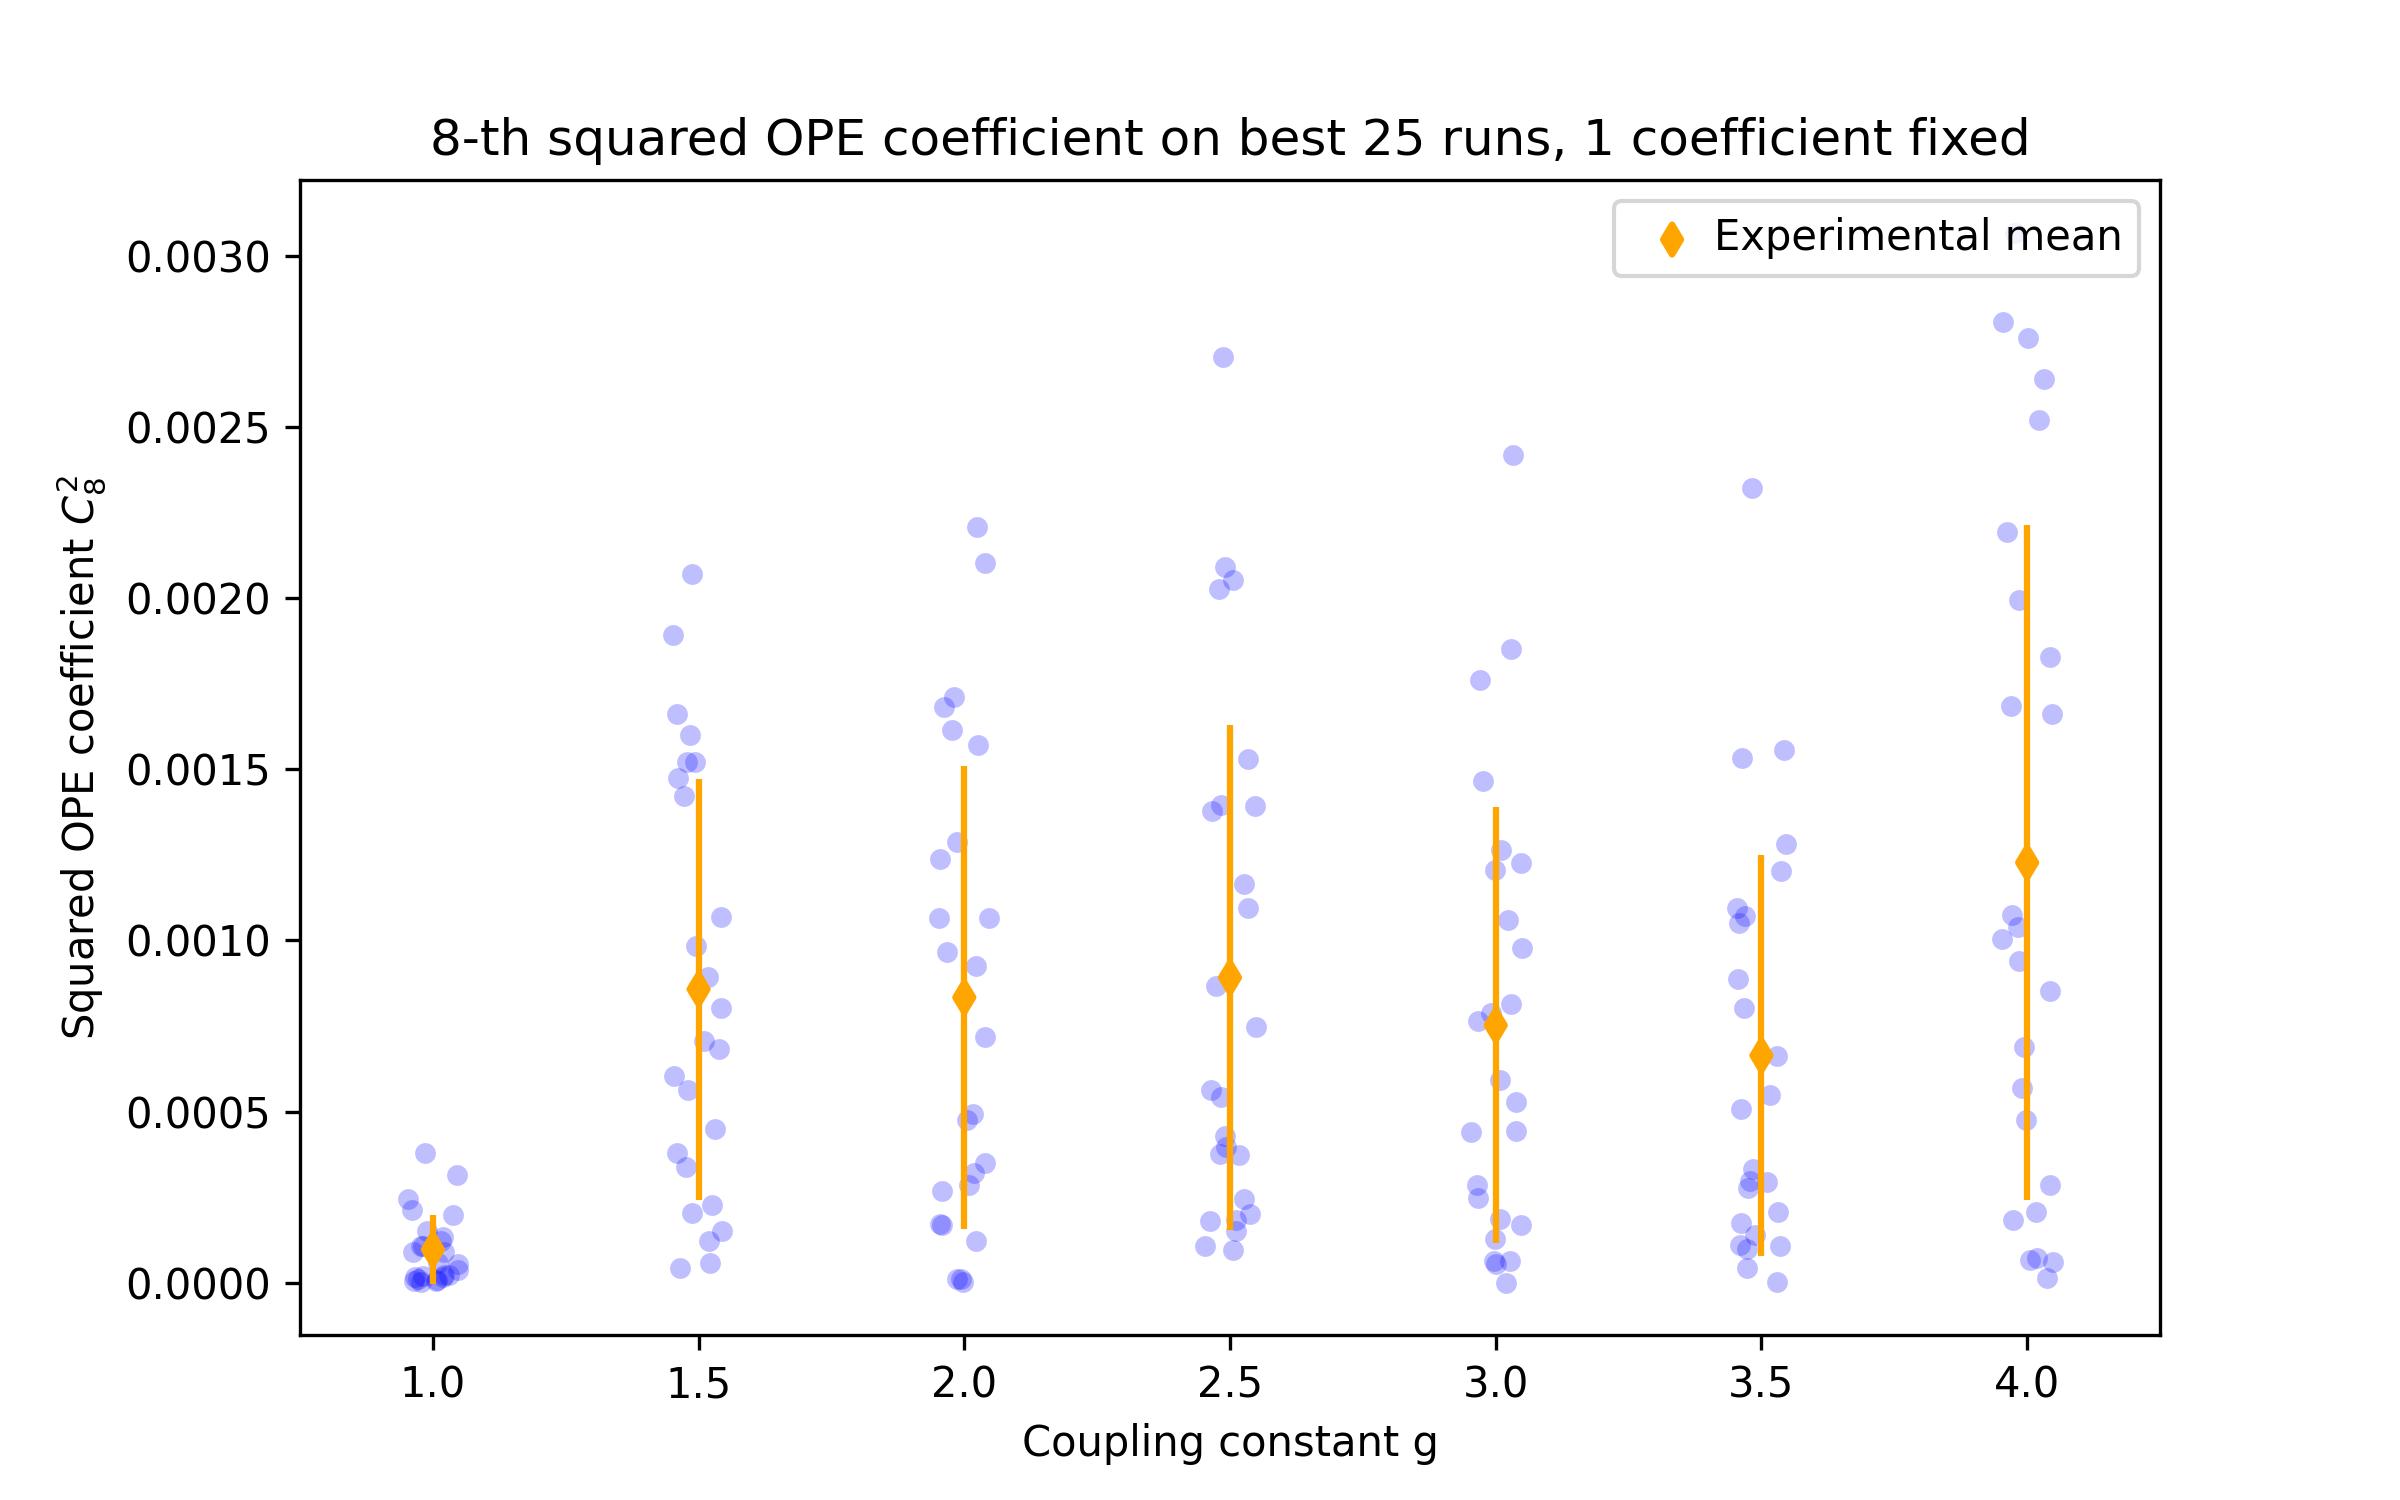 8-th squared OPE coefficient on best 25 runs, 1 coefficient fixed
Experimental mean
Squared OPE coefficient $C_8^2$
0.0030
0.0025
0.0020
0.0015
0.0010
0.0005
0.0000
1.0 1.5 2.0 2.5 3.0 3.5 4.0
Coupling constant g